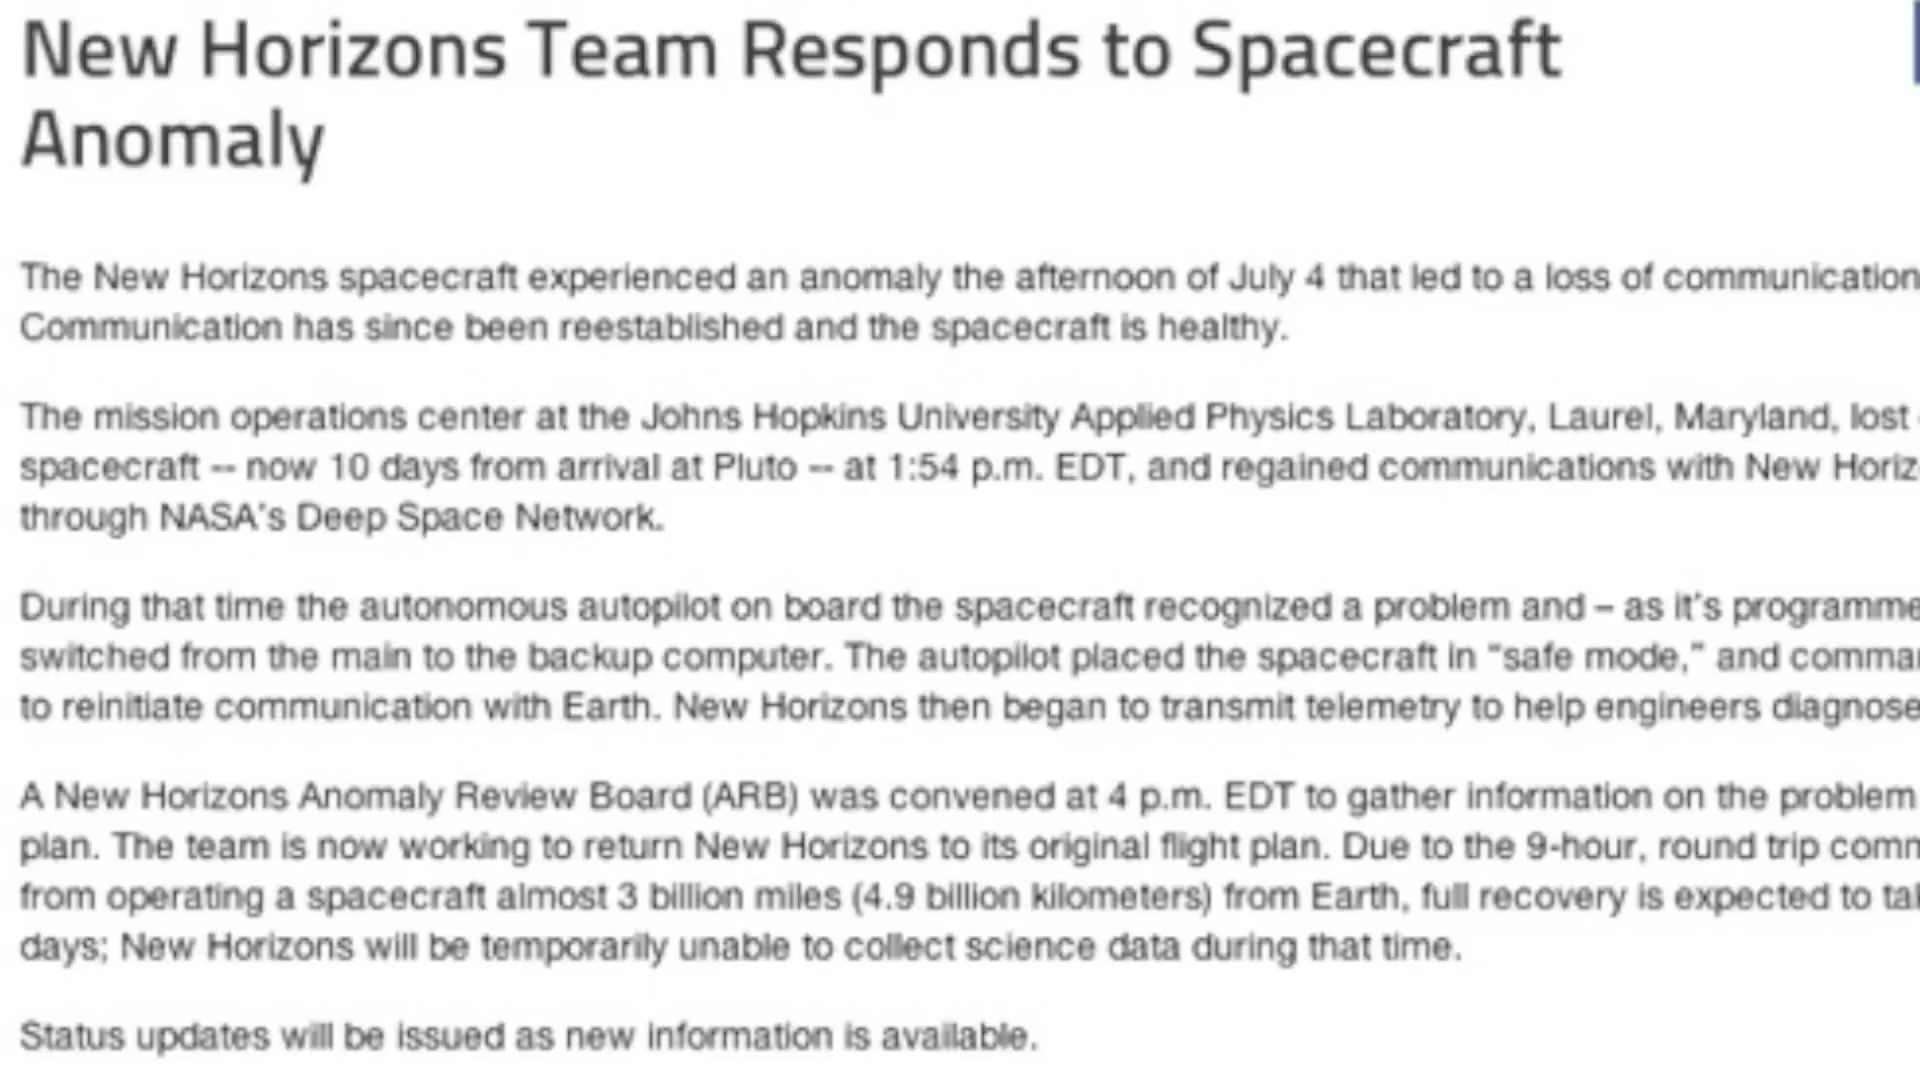 New Horizons Team Responds to Spacecraft
Anomaly
The New Horizons spacecraft experienced an anomaly the afternoon of July 4 that led to a loss of communication
Communication has since been reestablished and the spacecraft is healthy.
The mission operations center at the Johns Hopkins University Applied Physics Laboratory, Laurel, Maryland, lost
spacecraft -- now 10 days from arrival at Pluto -- at 1:54 p.m. EDT, and regained communications with New Horiz
through NASA's Deep Space Network.
During that time the autonomous autopilot on board the spacecraft recognized a problem and – as it's programme
switched from the main to the backup computer. The autopilot placed the spacecraft in “safe mode,” and comma
to reinitiate communication with Earth. New Horizons then began to transmit telemetry to help engineers diagnose
A New Horizons Anomaly Review Board (ARB) was convened at 4 p.m. EDT to gather information on the problem
plan. The team is now working to return New Horizons to its original flight plan. Due to the 9-hour, round trip com
from operating a spacecraft almost 3 billion miles (4.9 billion kilometers) from Earth, full recovery is expected to ta
days; New Horizons will be temporarily unable to collect science data during that time.
Status updates will be issued as new information is available.